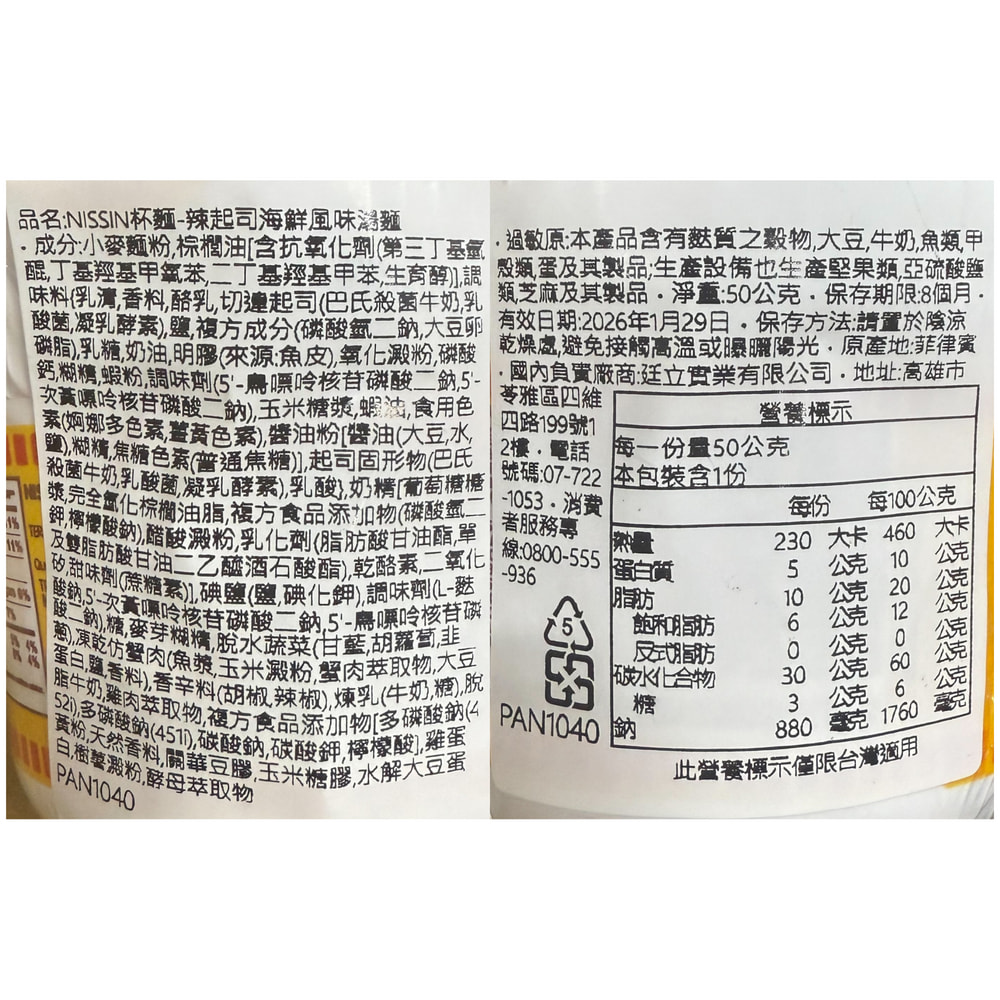 品名:NISSIN杯麵-辣起司海鮮風味湯麵
·成分:小麥麵粉,棕櫚油[含抗氧化劑(第三丁基氫
醌,丁基羥基甲氧苯,二丁基羥基甲苯,生育醇)],調
味料{乳清,香料,酪乳,切達起司(巴氏殺菌牛奶,乳
酸菌,凝乳酵素),鹽,複方成分(磷酸氫二鈉,大豆卵
磷脂),乳糖,奶油,明膠(來源:魚皮),氧化澱粉,磷酸
鈣,糊精,蝦粉,調味劑(5'-鳥嘌呤核苷磷酸二鈉,5'-
次黃嘌呤核苷磷酸二鈉),玉米糖漿,蝦油,食用色
素(婀娜多色素,薑黃色素),醬油粉[醬油(大豆,水,
鹽),糊精,焦糖色素(普通焦糖)],起司固形物(巴氏
殺菌牛奶,乳酸菌,凝乳酵素),乳酸},奶精[葡萄糖糖
漿,完全氫化棕櫚油脂,複方食品添加物(磷酸氫二
鉀,檸檬酸鈉),醋酸澱粉,乳化劑(脂肪酸甘油酯,單
及雙脂肪酸甘油二乙醯酒石酸酯),乾酪素,二氧化
矽,甜味劑(蔗糖素)],碘鹽(鹽,碘化鉀),調味劑(L-麩
酸鈉,5'-次黃嘌呤核苷磷酸二鈉,5'-鳥嘌呤核苷磷
酸二鈉),糖,麥芽糊精,脫水蔬菜(甘藍,胡蘿蔔,韭
蔥),凍乾仿蟹肉(魚漿,玉米澱粉,蟹肉萃取物,大豆
蛋白,鹽,香料),香辛料(胡椒,辣椒),煉乳(牛奶,糖),脫
脂牛奶,雞肉萃取物,複方食品添加物[多磷酸鈉(4
52i),多磷酸鈉(451i),碳酸鈉,碳酸鉀,檸檬酸],雞蛋
黃粉,天然香料,關華豆膠,玉米糖膠,水解大豆蛋
白,樹薯澱粉,酵母萃取物
PAN1040
·過敏原:本產品含有麩質之穀物,大豆,牛奶,魚類,甲
殼類,蛋及其製品;生產設備也生產堅果類,亞硫酸鹽
類,芝麻及其製品·淨重:50公克·保存期限:8個月·
有效日期:2026年1月29日·保存方法:請置於陰涼
乾燥處,避免接觸高溫或曝曬陽光·原產地:菲律賓
·國內負責廠商:廷立實業有限公司·地址:高雄市
苓雅區四維
四路199號1
2樓·電話
號碼:07-722
-1053·消費
者服務專
線:0800-555
-936
5
PAN1040
營養標示
每一份量50公克
本包裝含1份
每份 每100公克
熱量 230 大卡 460 大卡
蛋白質 5 公克 10 公克
脂肪 10 公克 20 公克
飽和脂肪 6 公克 12 公克
反式脂肪 0 公克 0 公克
碳水化合物 30 公克 60 公克
糖 3 公克 6 公克
鈉 880 毫克 1760 毫克
此營養標示僅限台灣適用